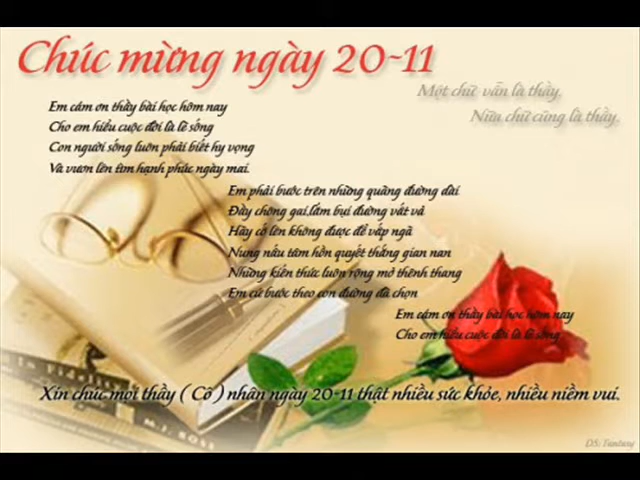 Chúc mừng ngày 20-11
Một chữ vẫn là thầy,
Nửa chữ cũng là thầy,
Em cám ơn thầy bài học hôm nay
Cho em hiểu cuộc đời là lẽ sống
Con người sống luôn phải biết hy vọng
Và vươn lên tìm hạnh phúc ngày mai.
Em phải bước trên những quãng đường dài
Đầy chông gai,lấm bụi đường vất vả
Hãy cố lên không được để vấp ngã
Nung nấu tâm hồn quyết thắng gian nan
Những kiến thức luôn rộng mở thênh thang
Em cứ bước theo con đường đã chọn
Em cám ơn thầy bài học hôm nay
Cho em hiểu cuộc đời là lẽ sống
Xin chúc mọi thầy ( Cô ) nhân ngày 20-11 thật nhiều sức khỏe, nhiều niềm vui.
M.J. ROSE
DS: